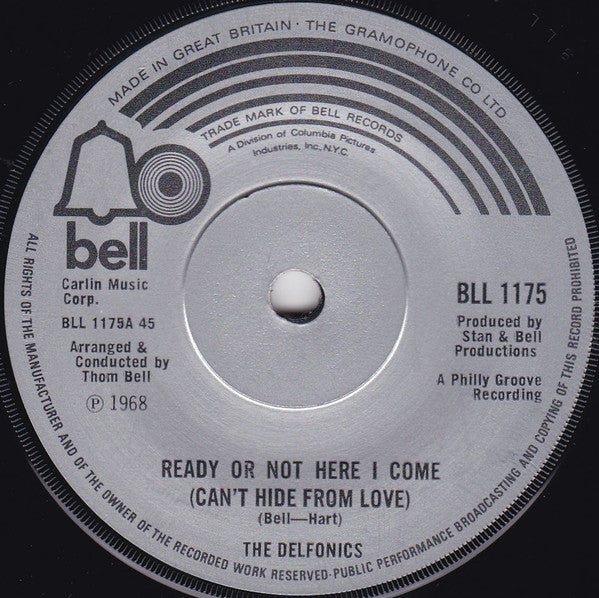 MADE IN GREAT BRITAIN · THE GRAMOPHONE CO LTD
TRADE MARK OF BELL RECORDS
A Division of Columbia Pictures
Industries, Inc, N.Y.C.
bell
Carlin Music
Corp.
BLL 1175A 45
Arranged &
Conducted by
Thom Bell
℗ 1968
BLL 1175
Produced by
Stan & Bell
Productions
A Philly Groove
Recording
READY OR NOT HERE I COME
(CAN'T HIDE FROM LOVE)
(Bell—Hart)
THE DELFONICS
ALL RIGHTS OF THE MANUFACTURER AND OF THE OWNER OF THE RECORDED WORK RESERVED·PUBLIC PERFORMANCE BROADCASTING AND COPYING OF THIS RECORD PROHIBITED